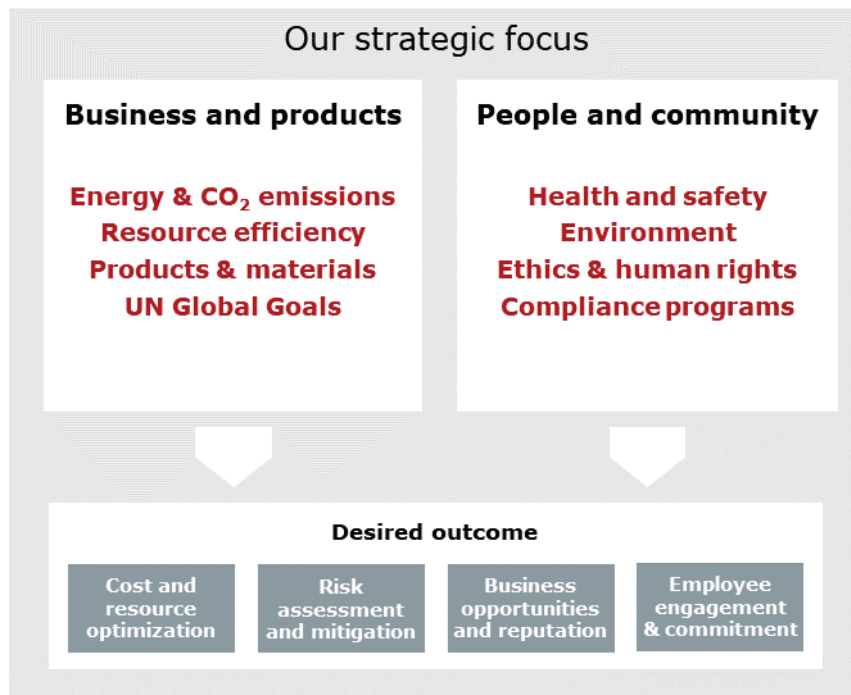 Our strategic focus
Business and products
Energy & CO₂ emissions
Resource efficiency
Products & materials
UN Global Goals
People and community
Health and safety
Environment
Ethics & human rights
Compliance programs
Desired outcome
Cost and
resource
optimization
Risk
assessment
and mitigation
Business
opportunities
and reputation
Employee
engagement
& commitment